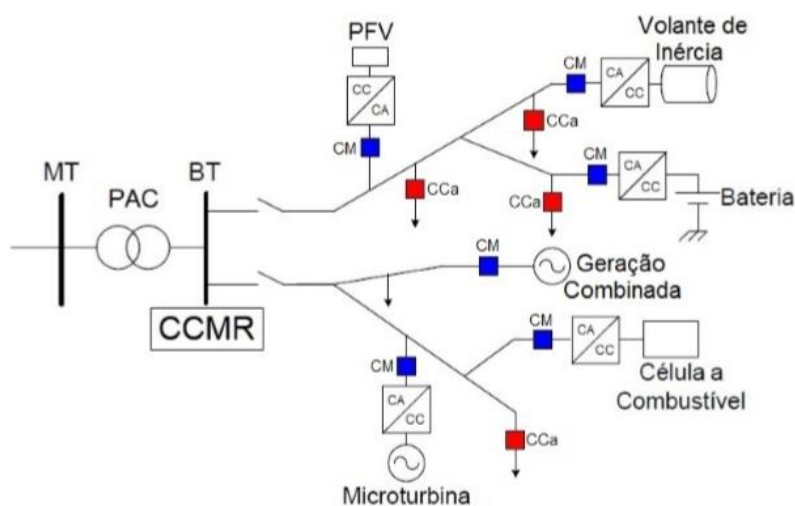 PFV
CC
CA
CM
Volante de
Inércia
CM
CA
CC
CCa
MT
PAC
BT
CCa
CM
CA
CC
CCa
Bateria
CCMR
CM
Geração
Combinada
CM
CA
CC
Célula a
Combustível
CM
CA
CC
CCa
Microturbina